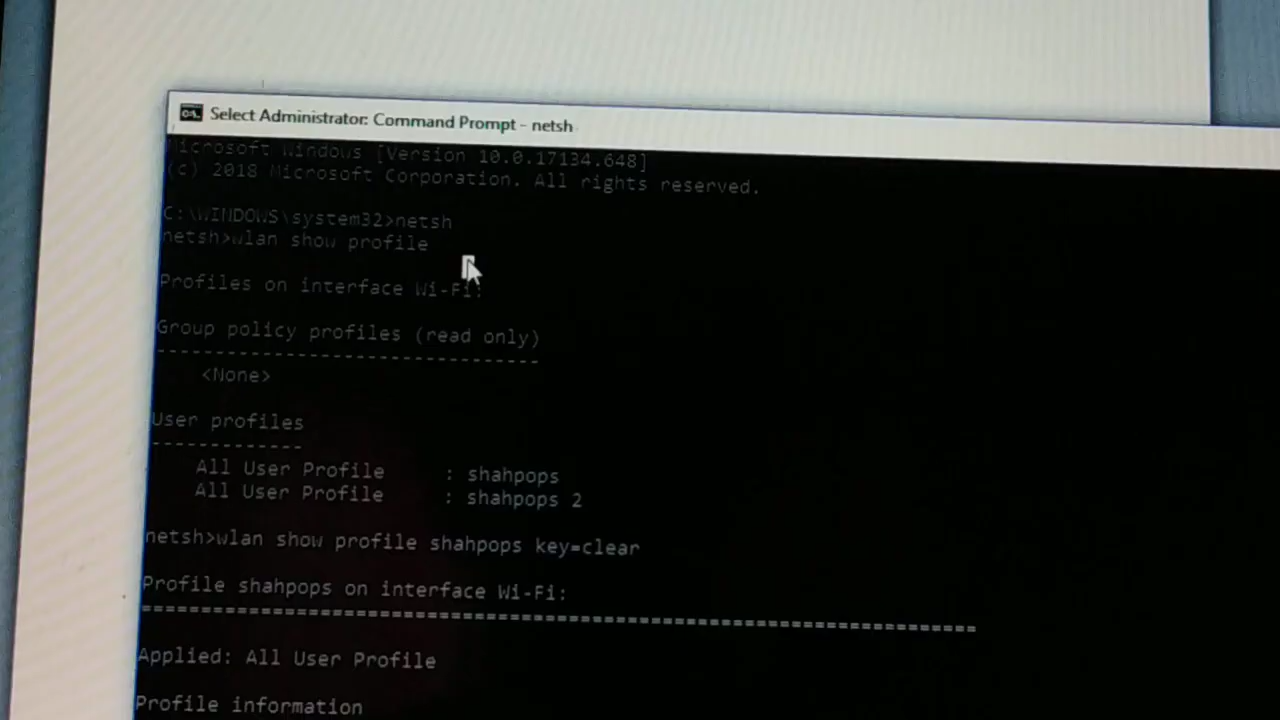 Select Administrator: Command Prompt - netsh
Microsoft Windows [Version 10.0.17134.648]
(c) 2018 Microsoft Corporation. All rights reserved.
C:\WINDOWS\system32>netsh
netsh>wlan show profile
Profiles on interface Wi-Fi:
Group policy profiles (read only)
---------------------------------
<None>
User profiles
-------------
All User Profile : shahpops
All User Profile : shahpops 2
netsh>wlan show profile shahpops key=clear
Profile shahpops on interface Wi-Fi:
=======================================================================
Applied: All User Profile
Profile information